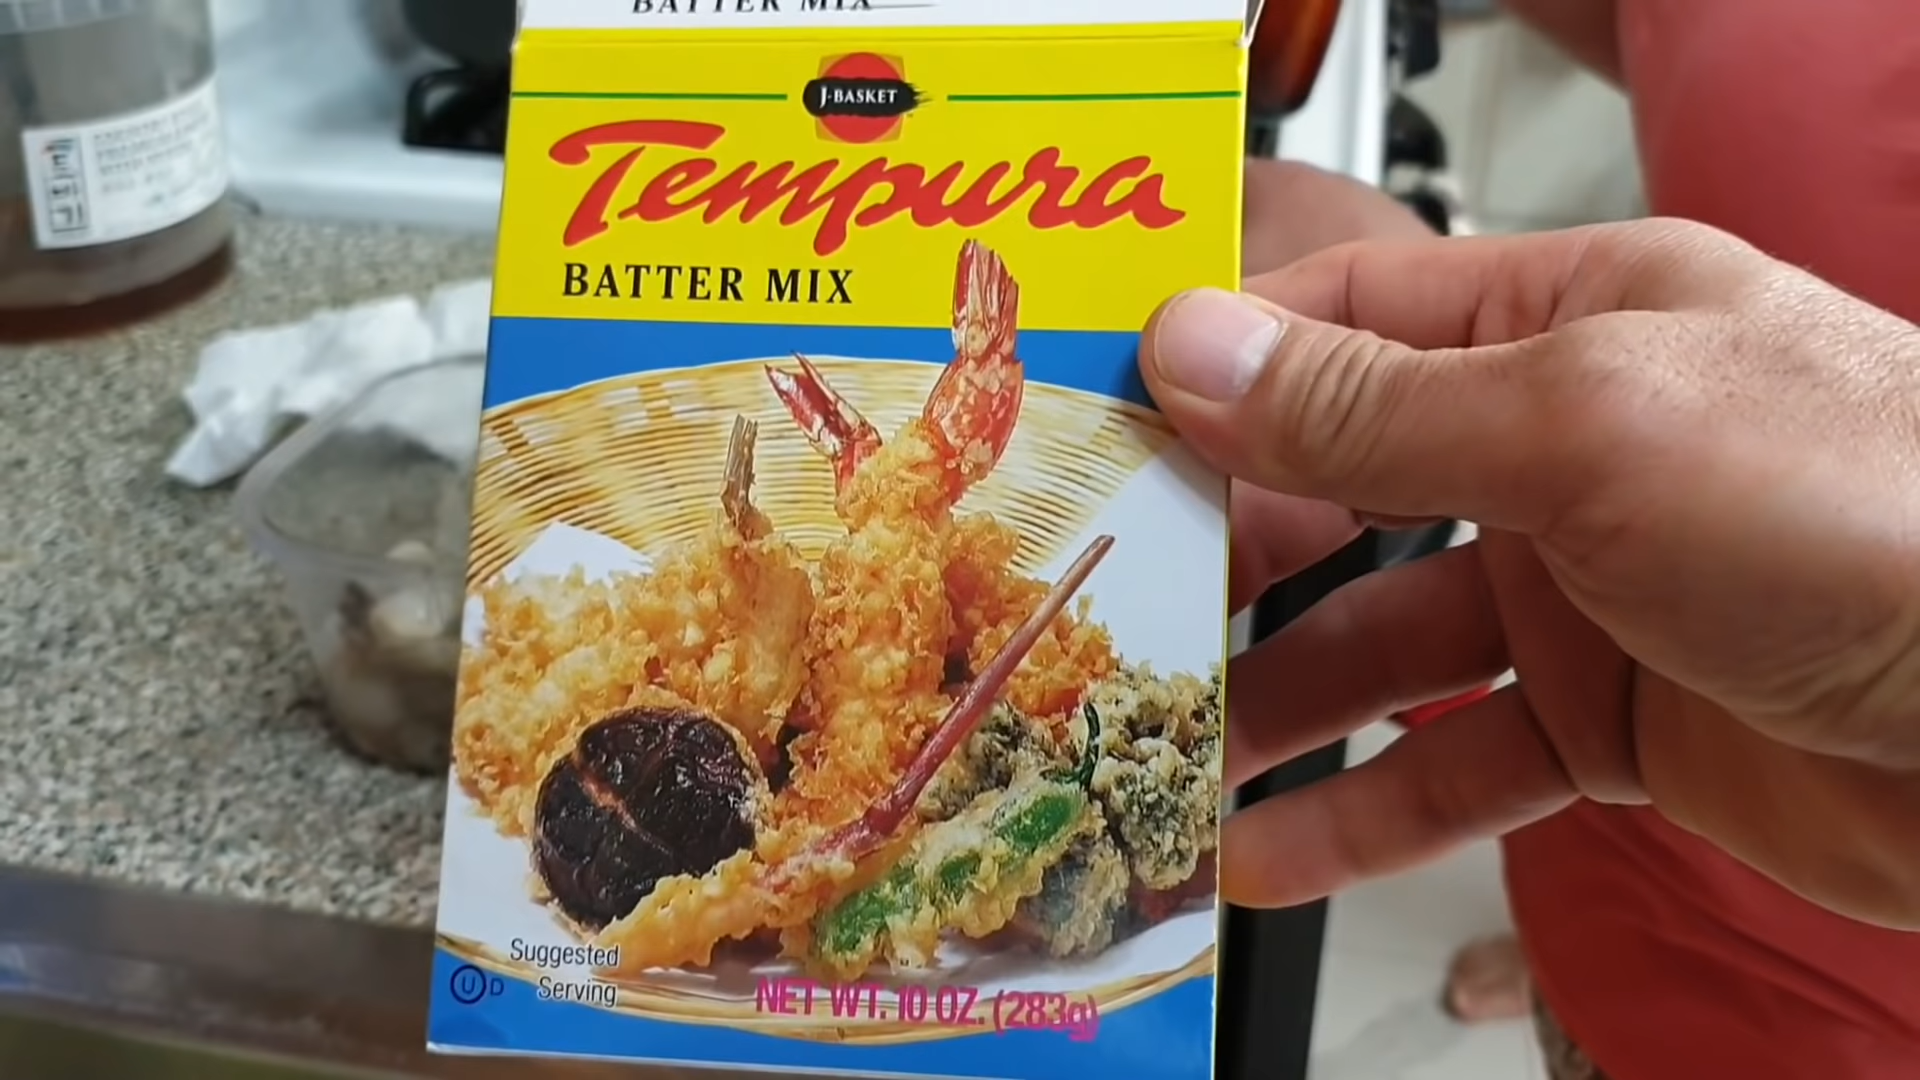 BATTER MIX
J-BASKET
Tempura
BATTER MIX
Suggested
Serving
U D
NET WT. 10 OZ. (283g)